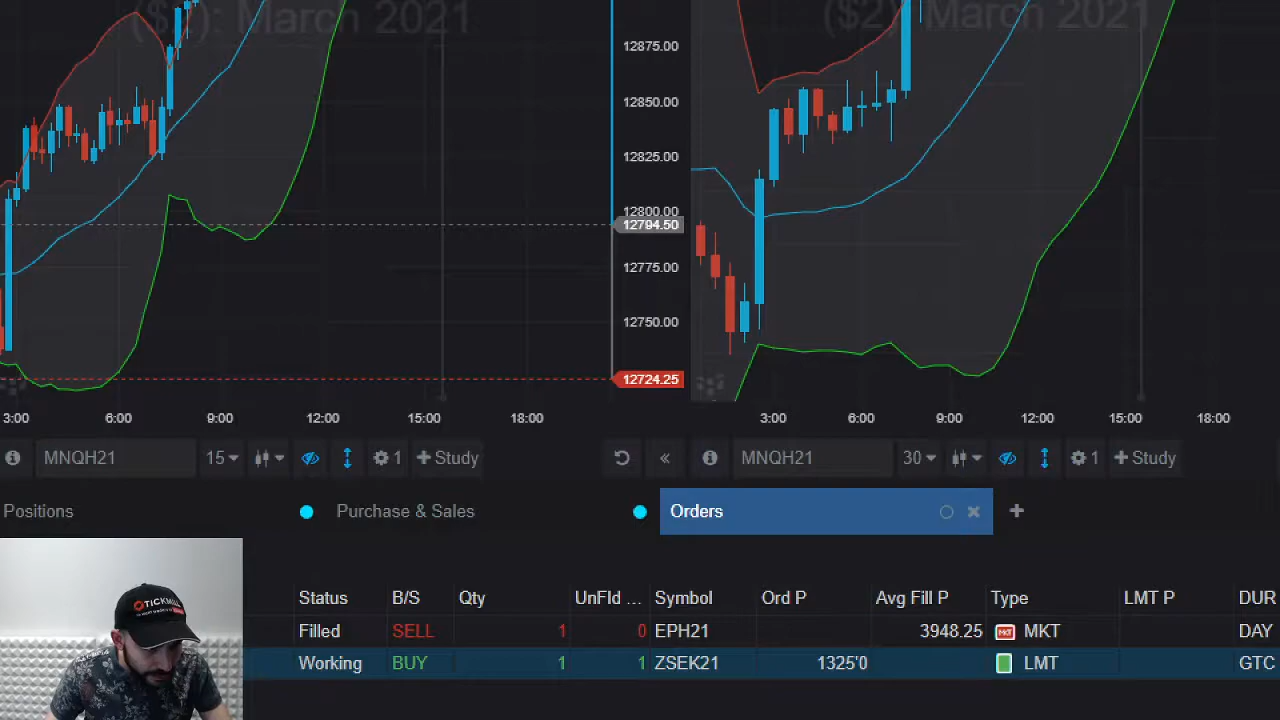 ($2): March 2021
($2): March 2021
12875.00
12850.00
12825.00
12800.00
12794.50
12775.00
12750.00
12724.25
3:00 6:00 9:00 12:00 15:00 18:00
3:00 6:00 9:00 12:00 15:00 18:00
MNQH21 15 1 + Study
« MNQH21 30 1 + Study
Positions Purchase & Sales Orders × +
TICKMILL
Status B/S Qty UnFld ... Symbol Ord P Avg Fill P Type LMT P DUR
Filled SELL 1 0 EPH21 3948.25 MKT MKT DAY
Working BUY 1 1 ZSEK21 1325'0 LMT GTC